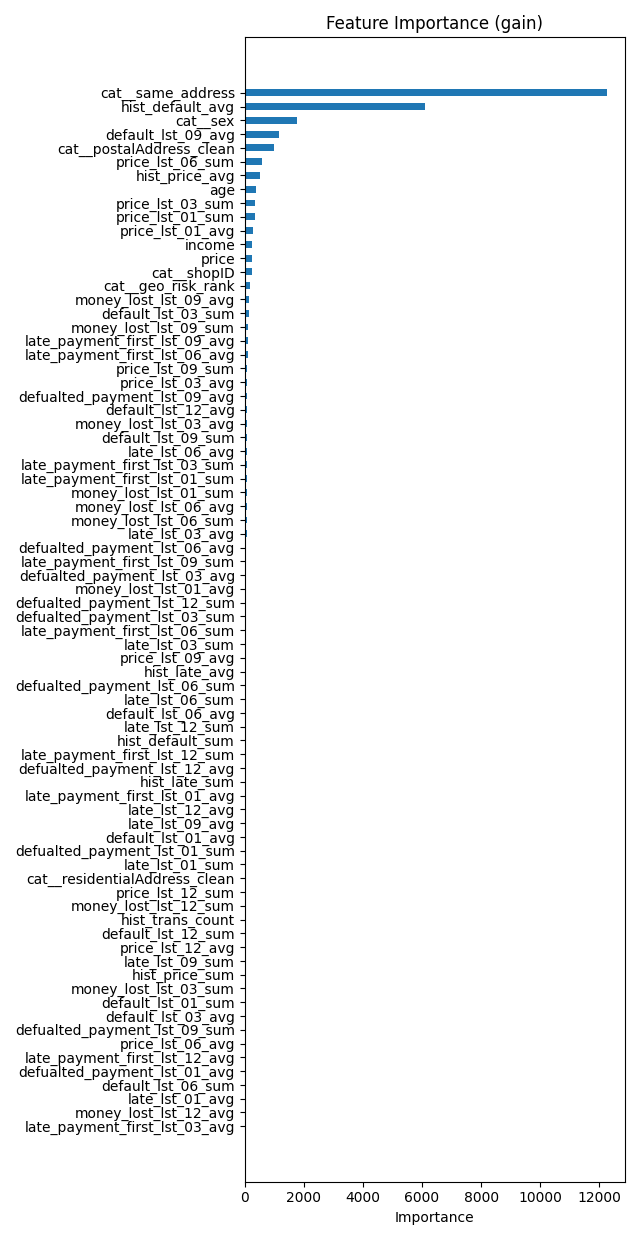 Feature Importance (gain)
cat__same_address
hist_default_avg
cat__sex
default_lst_09_avg
cat__postalAddress_clean
price_lst_06_sum
hist_price_avg
age
price_lst_03_sum
price_lst_01_sum
price_lst_01_avg
income
price
cat__shopID
cat__geo_risk_rank
money_lost_lst_09_avg
default_lst_03_sum
money_lost_lst_09_sum
late_payment_first_lst_09_avg
late_payment_first_lst_06_avg
price_lst_09_sum
price_lst_03_avg
defualted_payment_lst_09_avg
default_lst_12_avg
money_lost_lst_03_avg
default_lst_09_sum
late_lst_06_avg
late_payment_first_lst_03_sum
late_payment_first_lst_01_sum
money_lost_lst_01_sum
money_lost_lst_06_avg
money_lost_lst_06_sum
late_lst_03_avg
defualted_payment_lst_06_avg
late_payment_first_lst_09_sum
defualted_payment_lst_03_avg
money_lost_lst_01_avg
defualted_payment_lst_12_sum
defualted_payment_lst_03_sum
late_payment_first_lst_06_sum
late_lst_03_sum
price_lst_09_avg
hist_late_avg
defualted_payment_lst_06_sum
late_lst_06_sum
default_lst_06_avg
late_lst_12_sum
hist_default_sum
late_payment_first_lst_12_sum
defualted_payment_lst_12_avg
hist_late_sum
late_payment_first_lst_01_avg
late_lst_12_avg
late_lst_09_avg
default_lst_01_avg
defualted_payment_lst_01_sum
late_lst_01_sum
cat__residentialAddress_clean
price_lst_12_sum
money_lost_lst_12_sum
hist_trans_count
default_lst_12_sum
price_lst_12_avg
late_lst_09_sum
hist_price_sum
money_lost_lst_03_sum
default_lst_01_sum
default_lst_03_avg
defualted_payment_lst_09_sum
price_lst_06_avg
late_payment_first_lst_12_avg
defualted_payment_lst_01_avg
default_lst_06_sum
late_lst_01_avg
money_lost_lst_12_avg
late_payment_first_lst_03_avg
0 2000 4000 6000 8000 10000 12000
Importance